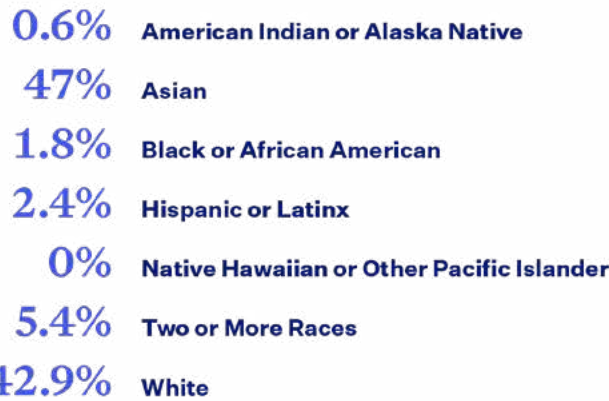 0.6% American Indian or Alaska Native
47% Asian
1.8% Black or African American
2.4% Hispanic or Latinx
0% Native Hawaiian or Other Pacific Islander
5.4% Two or More Races
42.9% White